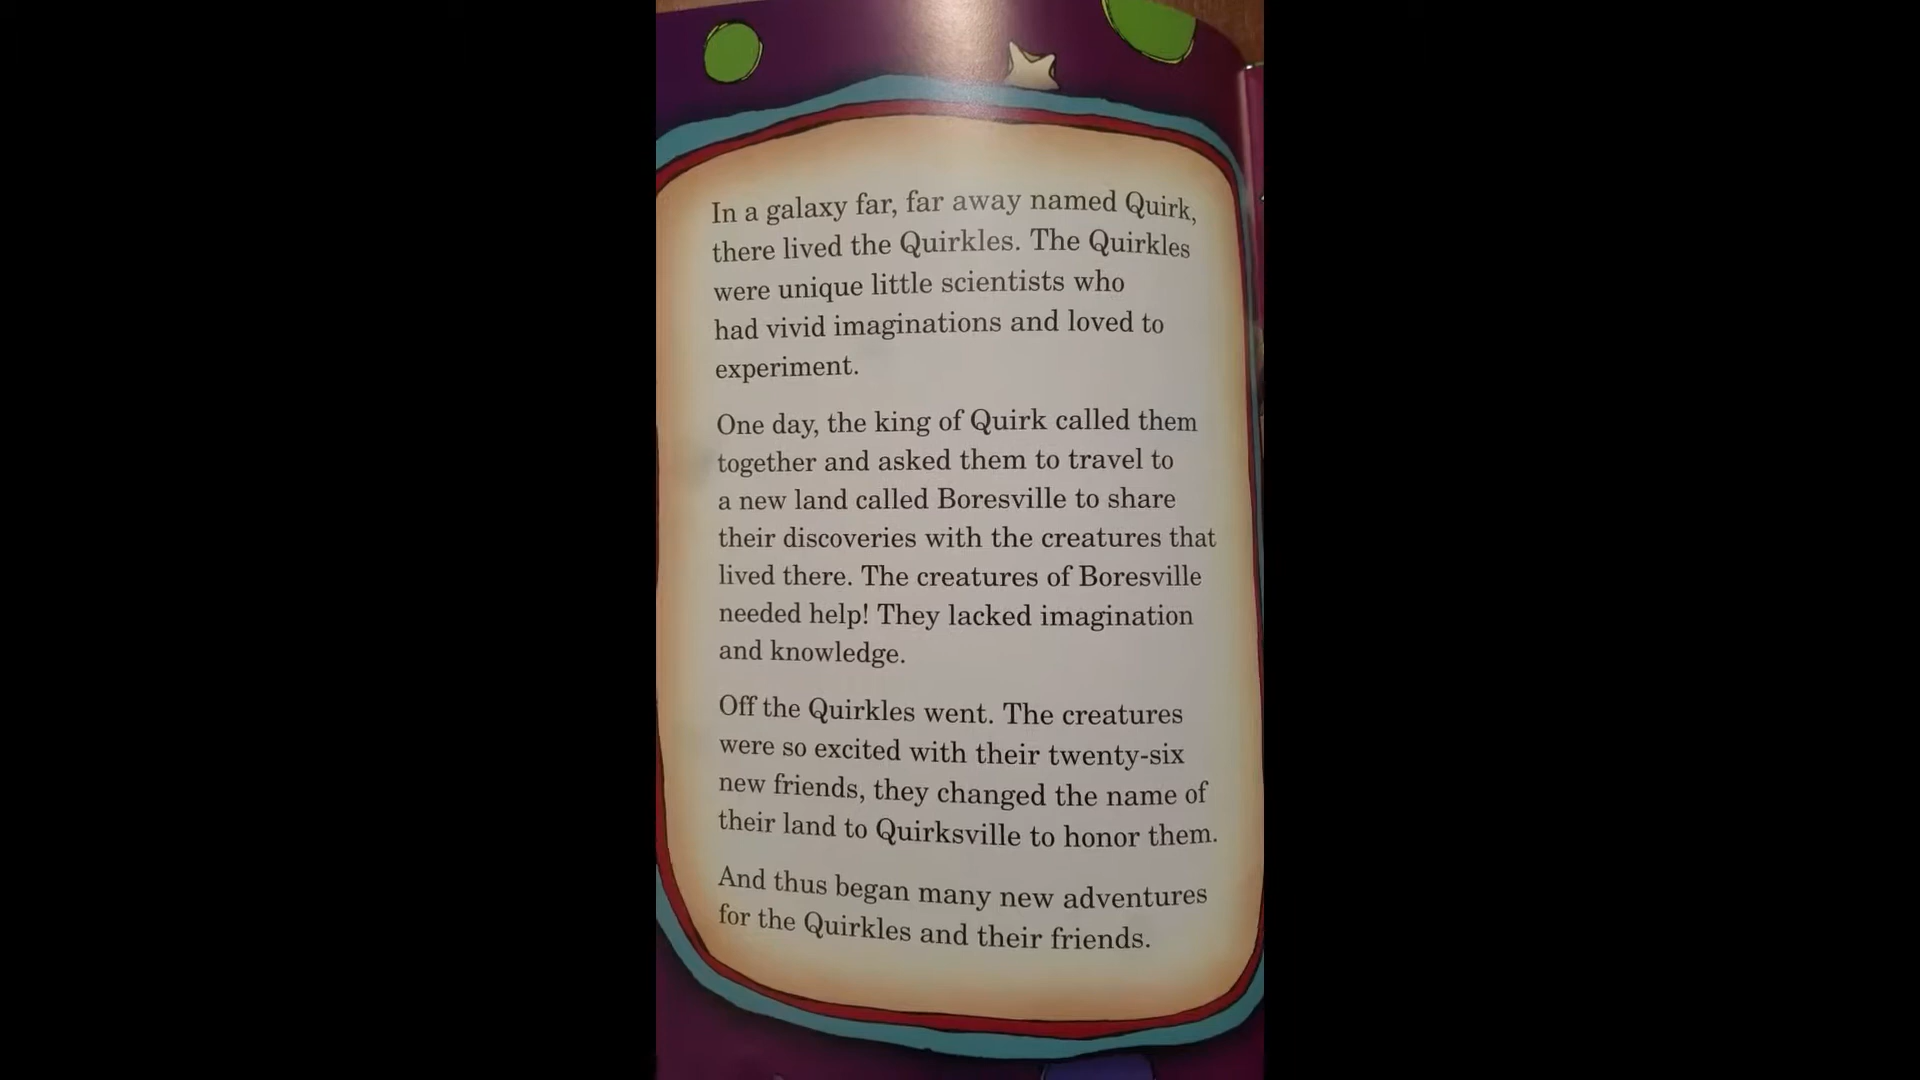 In a galaxy far, far away named Quirk,
there lived the Quirkles. The Quirkles
were unique little scientists who
had vivid imaginations and loved to
experiment.
One day, the king of Quirk called them
together and asked them to travel to
a new land called Boresville to share
their discoveries with the creatures that
lived there. The creatures of Boresville
needed help! They lacked imagination
and knowledge.
Off the Quirkles went. The creatures
were so excited with their twenty-six
new friends, they changed the name of
their land to Quirksville to honor them.
And thus began many new adventures
for the Quirkles and their friends.